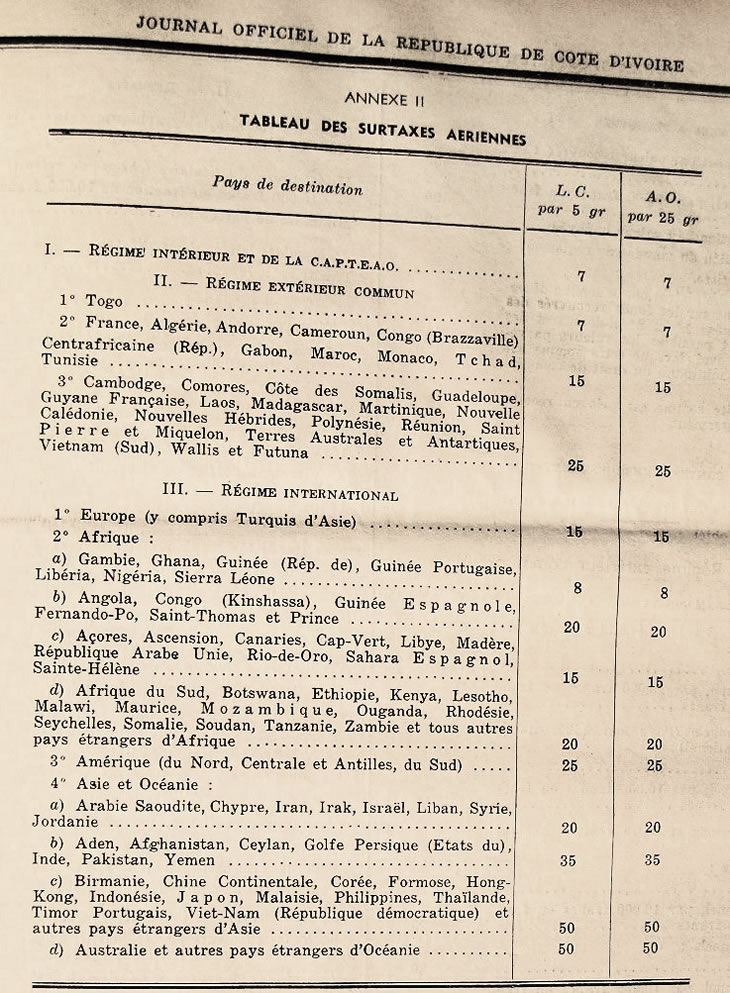 JOURNAL OFFICIEL DE LA REPUBLIQUE DE COTE D'IVOIRE
ANNEXE II
TABLEAU DES SURTAXES AERIENNES
Pays de destination
L. C.
par 5 gr
A. O.
par 25 gr
I. — RÉGIME INTÉRIEUR ET DE LA C.A.P.T.E.A.O. .................. 7 7
II. — RÉGIME EXTÉRIEUR COMMUN
1° Togo .................. 7 7
2° France, Algérie, Andorre, Cameroun, Congo (Brazzaville)
Centrafricaine (Rép.), Gabon, Maroc, Monaco, Tchad,
Tunisie .................. 15 15
3° Cambodge, Comores, Côte des Somalis, Guadeloupe,
Guyane Française, Laos, Madagascar, Martinique, Nouvelle
Calédonie, Nouvelles Hébrides, Polynésie, Réunion, Saint
Pierre et Miquelon, Terres Australes et Antartiques,
Vietnam (Sud), Wallis et Futuna .................. 25 25
III. — RÉGIME INTERNATIONAL
1° Europe (y compris Turquis d'Asie) .................. 15 15
2° Afrique :
a) Gambie, Ghana, Guinée (Rép. de), Guinée Portugaise,
Libéria, Nigéria, Sierra Léone .................. 8 8
b) Angola, Congo (Kinshassa), Guinée Espagnole,
Fernando-Po, Saint-Thomas et Prince .................. 20 20
c) Açores, Ascension, Canaries, Cap-Vert, Libye, Madère,
République Arabe Unie, Rio-de-Oro, Sahara Espagnol,
Sainte-Hélène .................. 15 15
d) Afrique du Sud, Botswana, Ethiopie, Kenya, Lesotho,
Malawi, Maurice, Mozambique, Ouganda, Rhodésie,
Seychelles, Somalie, Soudan, Tanzanie, Zambie et tous autres
pays étrangers d'Afrique .................. 20 20
3° Amérique (du Nord, Centrale et Antilles, du Sud) ..... 25 25
4° Asie et Océanie :
a) Arabie Saoudite, Chypre, Iran, Irak, Israël, Liban, Syrie,
Jordanie .................. 20 20
b) Aden, Afghanistan, Ceylan, Golfe Persique (Etats du),
Inde, Pakistan, Yemen .................. 35 35
c) Birmanie, Chine Continentale, Corée, Formose, Hong-
Kong, Indonésie, Japon, Malaisie, Philippines, Thaïlande,
Timor Portugais, Viet-Nam (République démocratique) et
autres pays étrangers d'Asie .................. 50 50
d) Australie et autres pays étrangers d'Océanie .......... 50 50